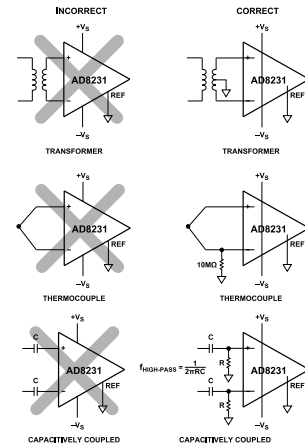 INCORRECT
CORRECT
+VS
+
AD8231
REF
−
−VS
TRANSFORMER
+VS
+
AD8231
REF
−
−VS
TRANSFORMER
+VS
+
AD8231
REF
−
−VS
THERMOCOUPLE
+VS
+
AD8231
REF
−
10MΩ
−VS
THERMOCOUPLE
+VS
C
+
AD8231
C
REF
−
−VS
CAPACITIVELY COUPLED
+VS
C
+
R
fHIGH-PASS = 1/2πRC
AD8231
C
REF
−
R
−VS
CAPACITIVELY COUPLED